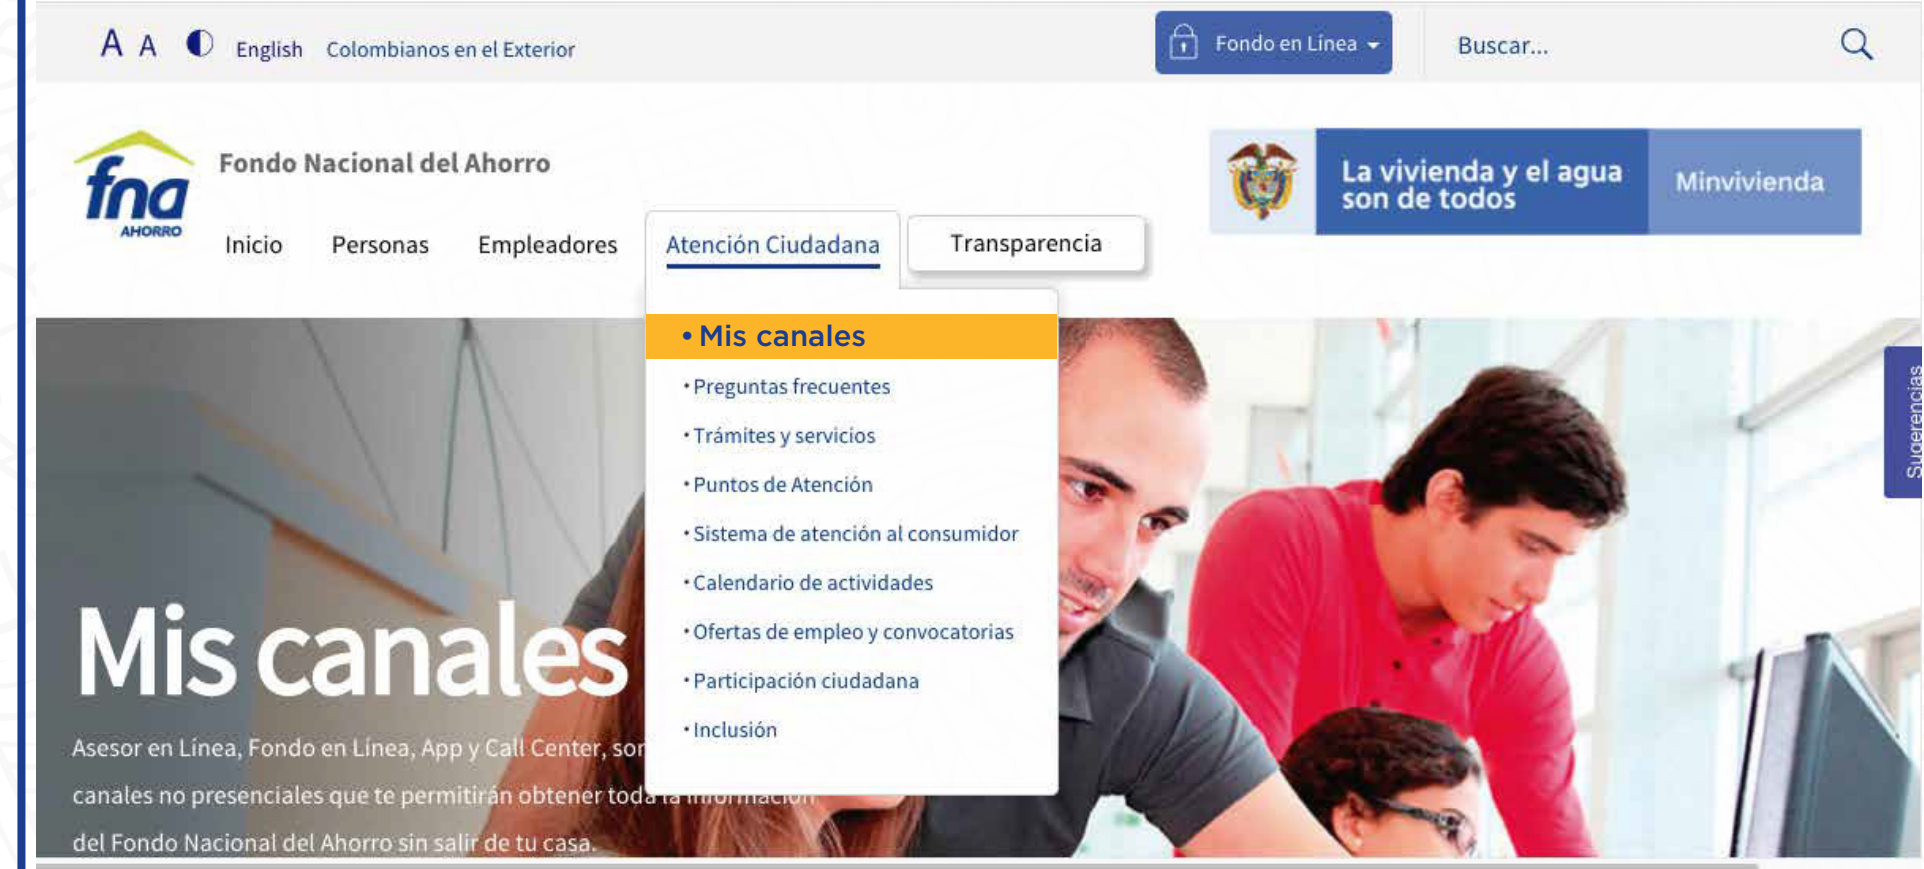 A A English Colombianos en el Exterior
Fondo en Línea
Buscar...
fna
AHORRO
Fondo Nacional del Ahorro
La vivienda y el agua
son de todos
Minvivienda
Inicio Personas Empleadores Atención Ciudadana Transparencia
• Mis canales
• Preguntas frecuentes
• Trámites y servicios
• Puntos de Atención
• Sistema de atención al consumidor
• Calendario de actividades
• Ofertas de empleo y convocatorias
• Participación ciudadana
• Inclusión
Sugerencias
Mis canales
Asesor en Línea, Fondo en Línea, App y Call Center, son
canales no presenciales que te permitirán obtener toda la información
del Fondo Nacional del Ahorro sin salir de tu casa.